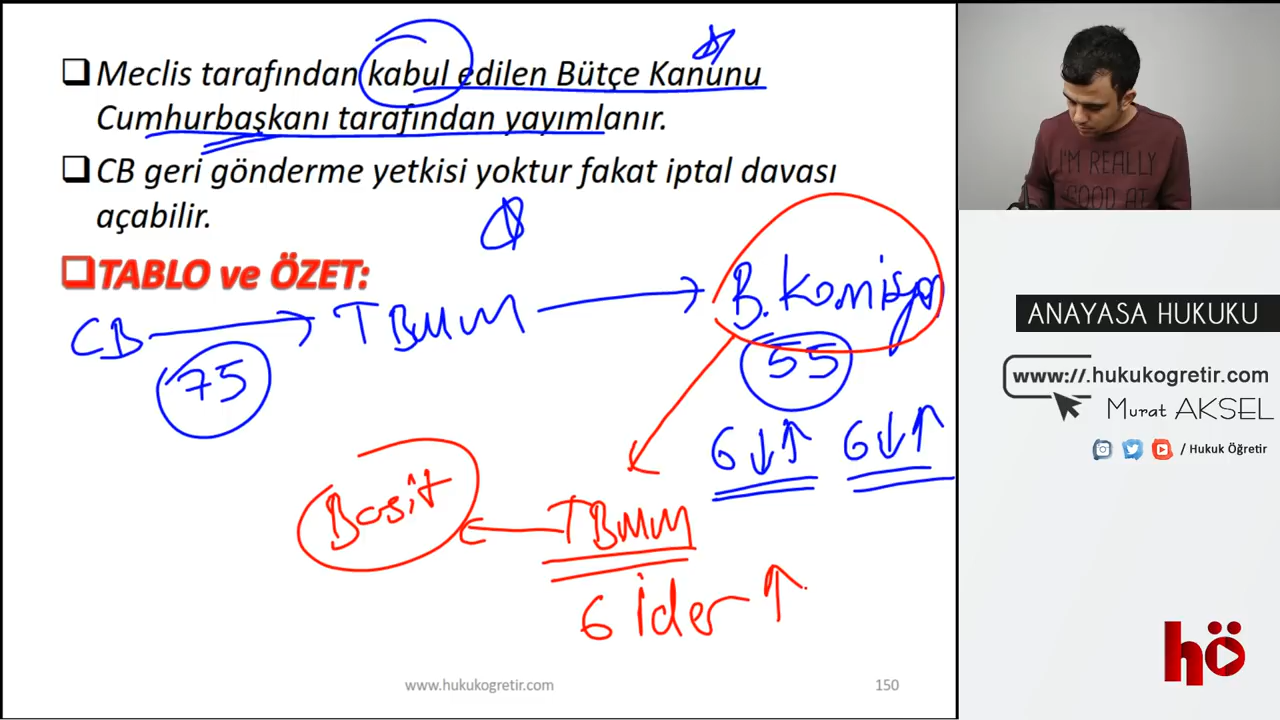 ❑Meclis tarafından kabul edilen Bütçe Kanunu
Cumhurbaşkanı tarafından yayımlanır.
❑CB geri gönderme yetkisi yoktur fakat iptal davası
açabilir.
❑TABLO ve ÖZET:
CB → TBMM → B. Komisyon
75
55
G↓↑ G↓↑
Basit ← TBMM
G ider ↑
www.hukukogretir.com
150
I'M REALLY
GOOD AT
ANAYASA HUKUKU
www://.hukukogretir.com
Murat AKSEL
/ Hukuk Öğretir
hö